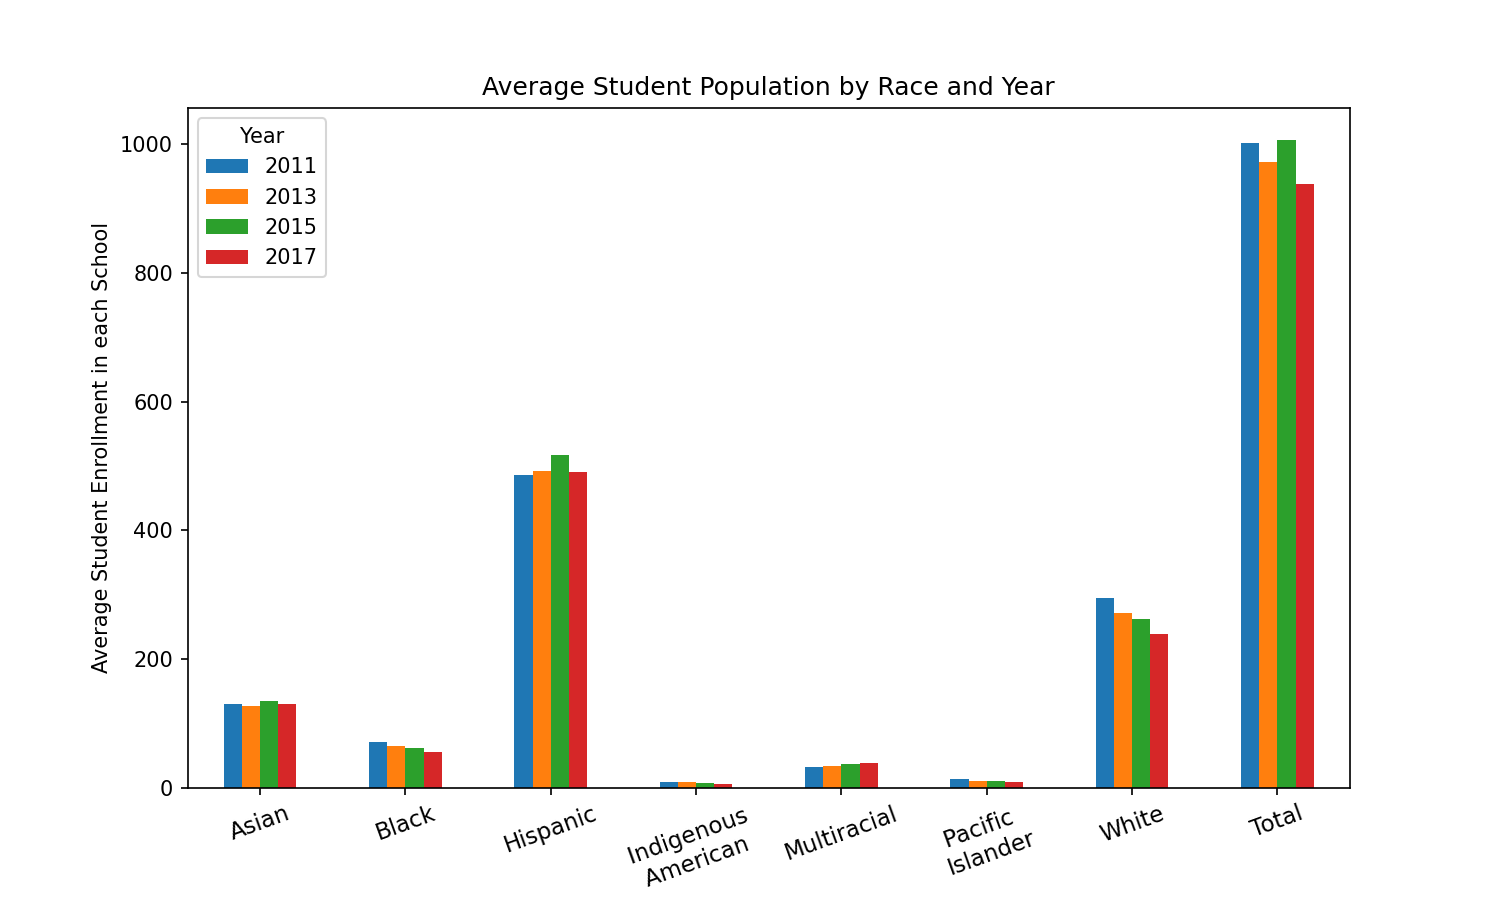 Average Student Population by Race and Year
Year
2011
2013
2015
2017
Average Student Enrollment in each School
1000
800
600
400
200
0
Asian
Black
Hispanic
Indigenous
American
Multiracial
Pacific
Islander
White
Total